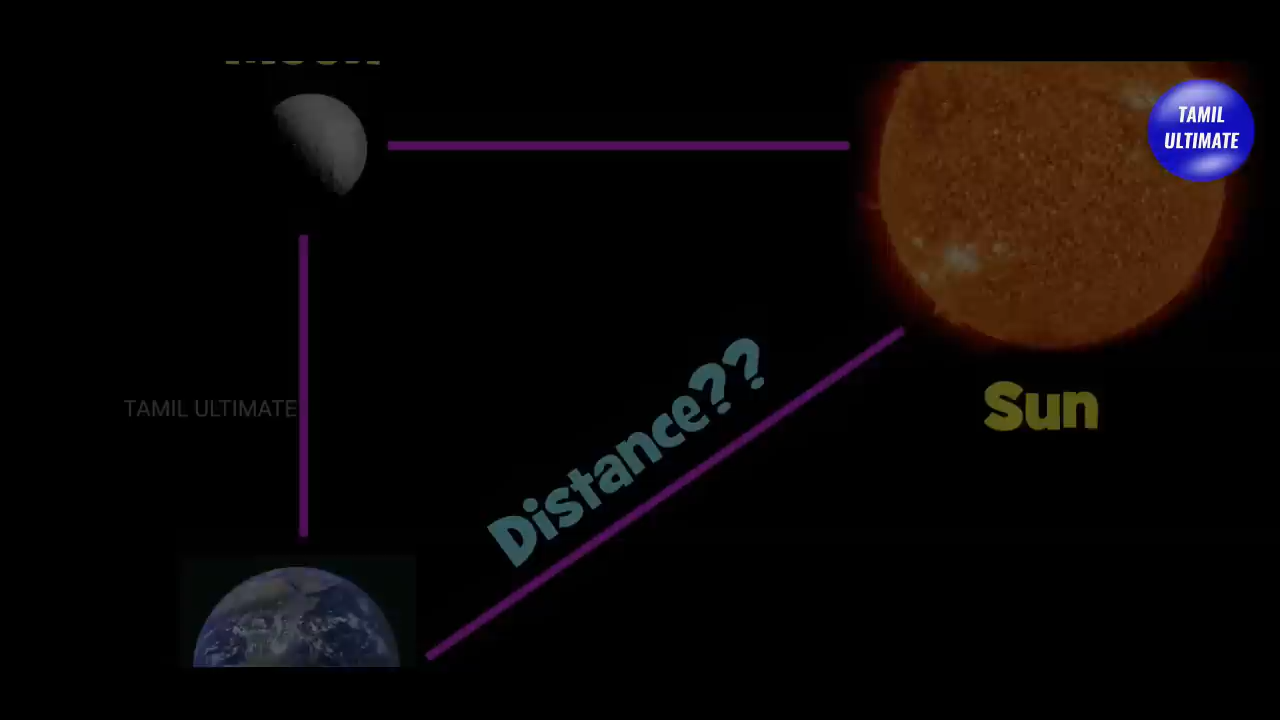 TAMIL
ULTIMATE
Distance??
TAMIL ULTIMATE
Sun